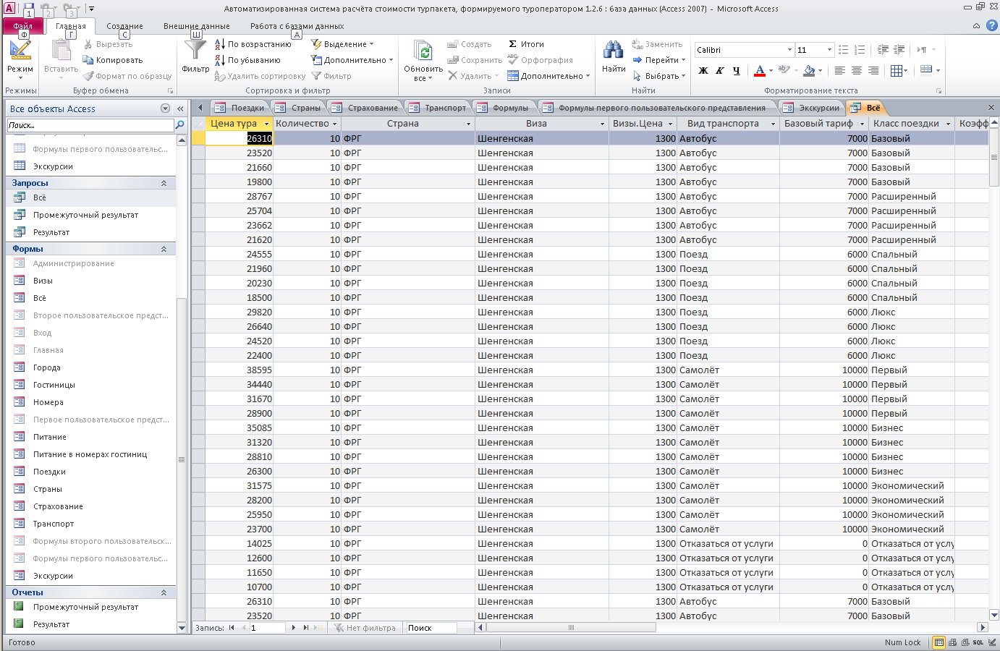 Автоматизированная система расчёта стоимости турпакета, формируемого туроператором 1.2.6 : база данных (Access 2007) - Microsoft Access
1 2 3
Файл Главная Создание Внешние данные Работа с базами данных
Ф Г С Ш А
Режим
Режимы
Вставить
Вырезать
Копировать
Формат по образцу
Буфер обмена
Фильтр
По возрастанию
По убыванию
Удалить сортировку
Выделение
Дополнительно
Фильтр
Сортировка и фильтр
Обновить все
Создать
Сохранить
Удалить
Итоги
Орфография
Дополнительно
Записи
Найти
Заменить
Перейти
Выбрать
Найти
Calibri 11
Ж К Ч
Форматирование текста
Все объекты Access
Поиск...
Формулы первого пользовательс...
Экскурсии
Запросы
Всё
Промежуточный результат
Результат
Формы
Администрирование
Визы
Всё
Второе пользовательское предст...
Вход
Главная
Города
Гостиницы
Номера
Первое пользовательское предст...
Питание
Питание в номерах гостиниц
Поездки
Страны
Страхование
Транспорт
Формулы второго пользовательск...
Формулы первого пользовательс...
Экскурсии
Отчеты
Промежуточный результат
Результат
Поездки Страны Страхование Транспорт Формулы Формулы первого пользовательского представления Экскурсии Всё
Цена тура Количество Страна Виза Визы.Цена Вид транспорта Базовый тариф Класс поездки Коэфф
26310 10 ФРГ Шенгенская 1300 Автобус 7000 Базовый
23520 10 ФРГ Шенгенская 1300 Автобус 7000 Базовый
21660 10 ФРГ Шенгенская 1300 Автобус 7000 Базовый
19800 10 ФРГ Шенгенская 1300 Автобус 7000 Базовый
28767 10 ФРГ Шенгенская 1300 Автобус 7000 Расширенный
25704 10 ФРГ Шенгенская 1300 Автобус 7000 Расширенный
23662 10 ФРГ Шенгенская 1300 Автобус 7000 Расширенный
21620 10 ФРГ Шенгенская 1300 Автобус 7000 Расширенный
24555 10 ФРГ Шенгенская 1300 Поезд 6000 Спальный
21960 10 ФРГ Шенгенская 1300 Поезд 6000 Спальный
20230 10 ФРГ Шенгенская 1300 Поезд 6000 Спальный
18500 10 ФРГ Шенгенская 1300 Поезд 6000 Спальный
29820 10 ФРГ Шенгенская 1300 Поезд 6000 Люкс
26640 10 ФРГ Шенгенская 1300 Поезд 6000 Люкс
24520 10 ФРГ Шенгенская 1300 Поезд 6000 Люкс
22400 10 ФРГ Шенгенская 1300 Поезд 6000 Люкс
38595 10 ФРГ Шенгенская 1300 Самолёт 10000 Первый
34440 10 ФРГ Шенгенская 1300 Самолёт 10000 Первый
31670 10 ФРГ Шенгенская 1300 Самолёт 10000 Первый
28900 10 ФРГ Шенгенская 1300 Самолёт 10000 Первый
35085 10 ФРГ Шенгенская 1300 Самолёт 10000 Бизнес
31320 10 ФРГ Шенгенская 1300 Самолёт 10000 Бизнес
28810 10 ФРГ Шенгенская 1300 Самолёт 10000 Бизнес
26300 10 ФРГ Шенгенская 1300 Самолёт 10000 Бизнес
31575 10 ФРГ Шенгенская 1300 Самолёт 10000 Экономический
28200 10 ФРГ Шенгенская 1300 Самолёт 10000 Экономический
25950 10 ФРГ Шенгенская 1300 Самолёт 10000 Экономический
23700 10 ФРГ Шенгенская 1300 Самолёт 10000 Экономический
14025 10 ФРГ Шенгенская 1300 Отказаться от услуги 0 Отказаться от услу
12600 10 ФРГ Шенгенская 1300 Отказаться от услуги 0 Отказаться от услу
11650 10 ФРГ Шенгенская 1300 Отказаться от услуги 0 Отказаться от услу
10700 10 ФРГ Шенгенская 1300 Отказаться от услуги 0 Отказаться от услу
26310 10 ФРГ Шенгенская 1300 Автобус 7000 Базовый
23520 10 ФРГ Шенгенская 1300 Автобус 7000 Базовый
Запись: 1 Нет фильтра Поиск
Готово Num Lock SQL